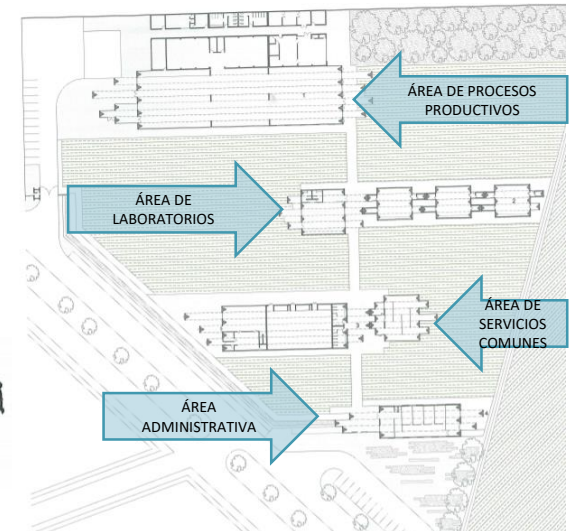 ÁREA DE PROCESOS
PRODUCTIVOS
ÁREA DE
LABORATORIOS
ÁREA DE
SERVICIOS
COMUNES
ÁREA
ADMINISTRATIVA